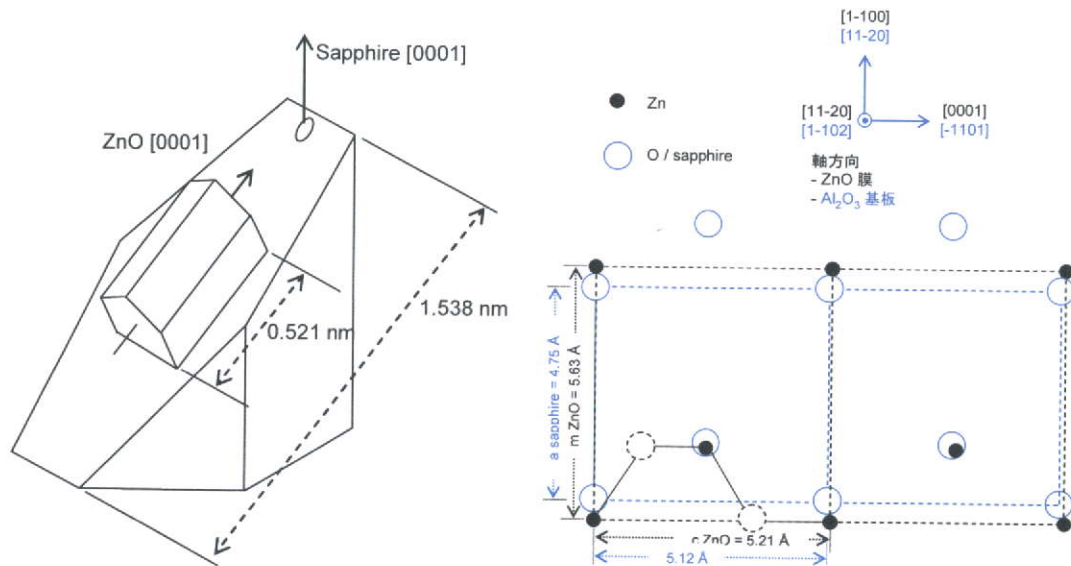 Sapphire [0001]
ZnO [0001]
0.521 nm
1.538 nm
[1-100]
[11-20]
Zn
O / sapphire
[11-20]
[1-102]
[0001]
[-1101]
軸方向
- ZnO 膜
- Al₂O₃ 基板
a sapphire = 4.75 Å
m ZnO = 5.63 Å
c ZnO = 5.21 Å
5.12 Å